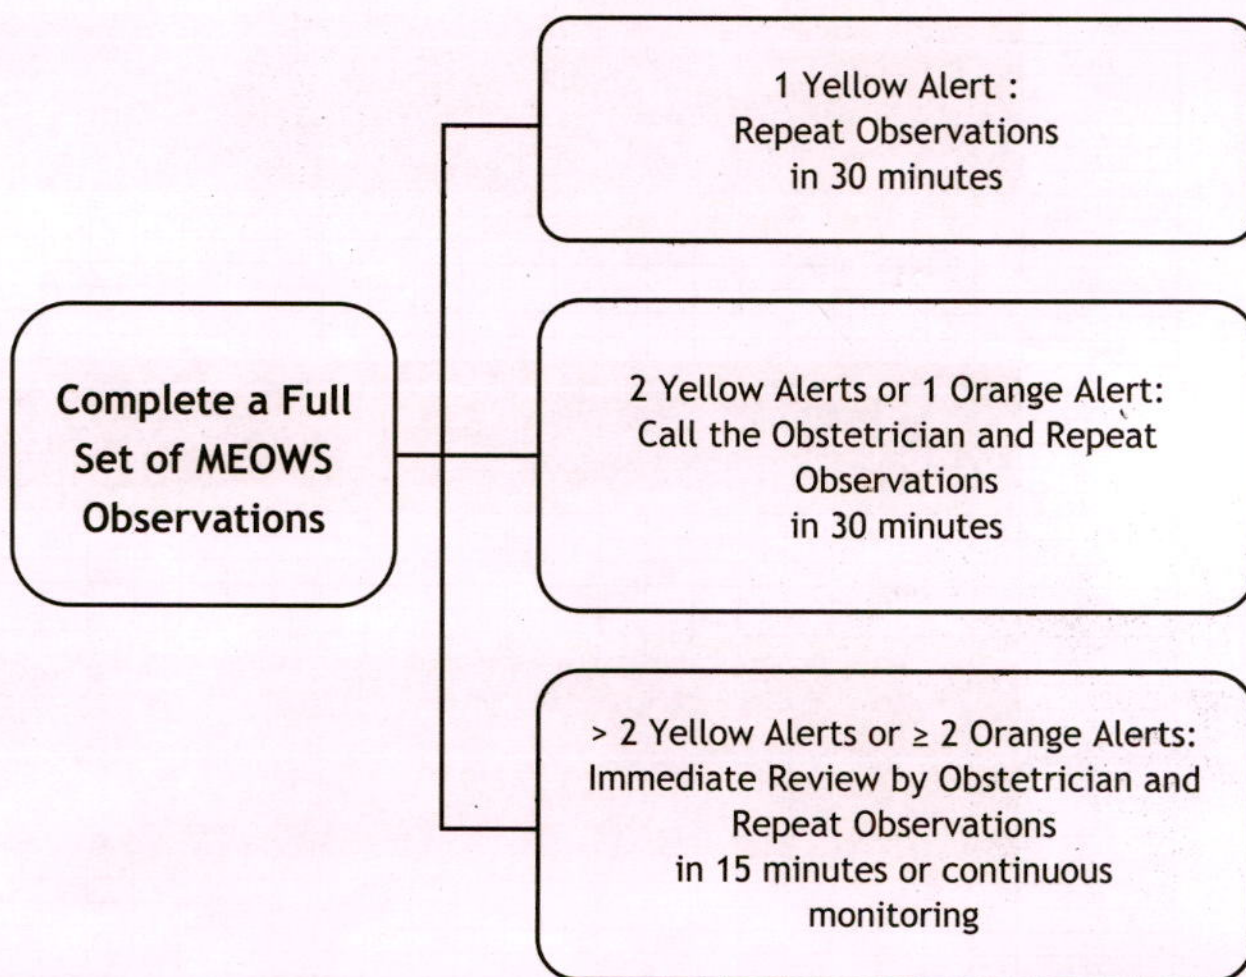 Complete a Full
Set of MEOWS
Observations
1 Yellow Alert :
Repeat Observations
in 30 minutes
2 Yellow Alerts or 1 Orange Alert:
Call the Obstetrician and Repeat
Observations
in 30 minutes
> 2 Yellow Alerts or ≥ 2 Orange Alerts:
Immediate Review by Obstetrician and
Repeat Observations
in 15 minutes or continuous
monitoring